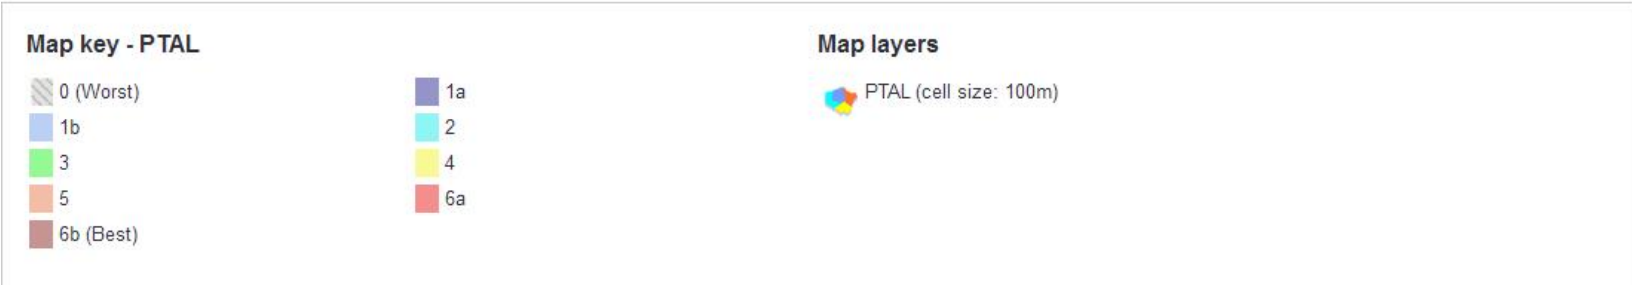 Map key - PTAL
Map layers
0 (Worst)
1a
PTAL (cell size: 100m)
1b
2
3
4
5
6a
6b (Best)